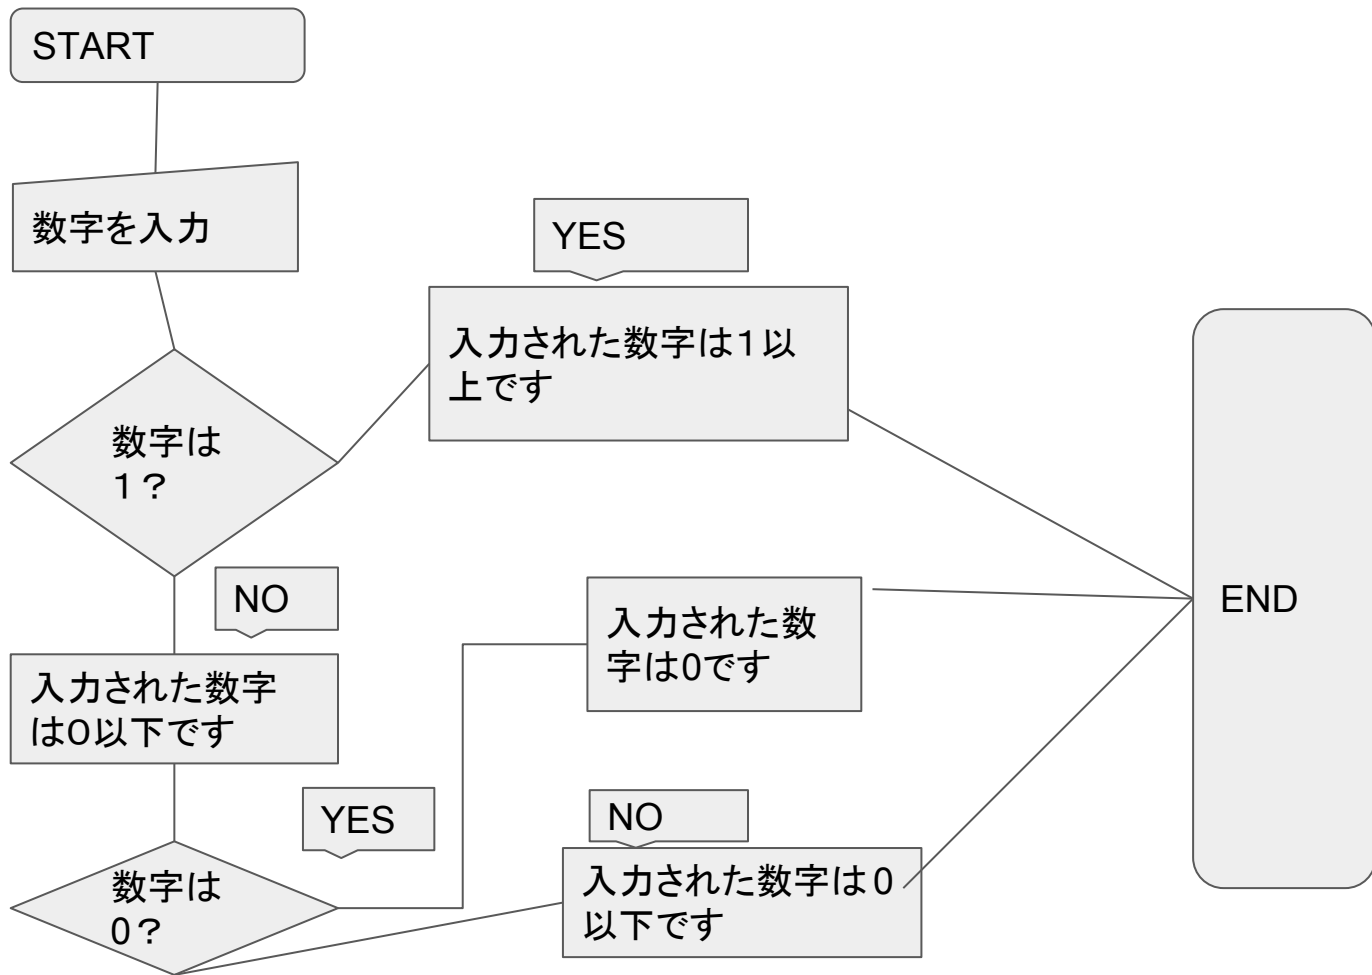 START
数字を入力
YES
入力された数字は１以
上です
数字は
１？
NO
入力された数字
は０以下です
YES
数字は
0？
入力された数
字は0です
NO
入力された数字は０
以下です
END